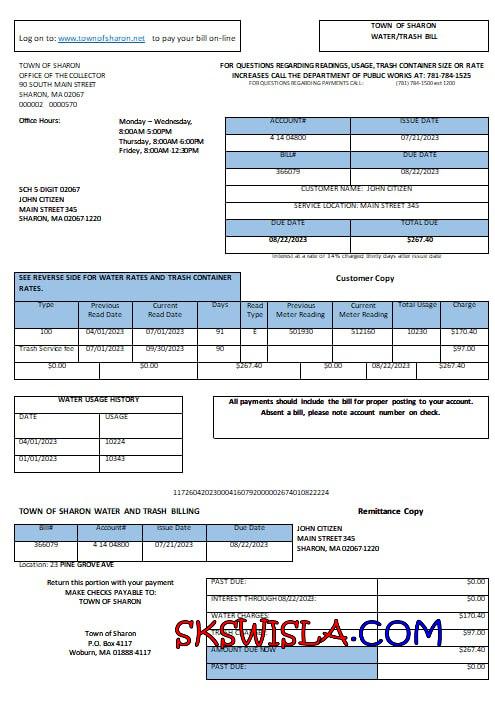 Log on to: www.townofsharon.net to pay your bill on-line
TOWN OF SHARON
WATER/TRASH BILL
TOWN OF SHARON
OFFICE OF THE COLLECTOR
90 SOUTH MAIN STREET
SHARON, MA 02067
000002 0000570
FOR QUESTIONS REGARDING READINGS, USAGE, TRASH CONTAINER SIZE OR RATE
INCREASES CALL THE DEPARTMENT OF PUBLIC WORKS AT: 781-784-1525
FOR QUESTIONS REGARDING PAYMENTS CALL: (781) 784-1500 ext 1200
Office Hours: Monday – Wednesday,
8:00AM-5:00PM
Thursday, 8:00AM-6:00PM
Friday, 8:00AM-12:30PM
ACCOUNT# ISSUE DATE
4 14 04800 07/21/2023
BILL# DUE DATE
366079 08/22/2023
CUSTOMER NAME: JOHN CITIZEN
SERVICE LOCATION: MAIN STREET 345
DUE DATE TOTAL DUE
08/22/2023 $267.40
Interest at a rate of 14% charged thirty days after issue date
SCH 5-DIGIT 02067
JOHN CITIZEN
MAIN STREET 345
SHARON, MA 02067-1220
SEE REVERSE SIDE FOR WATER RATES AND TRASH CONTAINER
RATES.
Customer Copy
Type Previous Read Date Current Read Date Days Read Type Previous Meter Reading Current Meter Reading Total Usage Charge
100 04/01/2023 07/01/2023 91 E 501930 512160 10230 $170.40
Trash Service fee 07/01/2023 09/30/2023 90 $97.00
$0.00 $0.00 $267.40 $0.00 08/22/2023 $267.40
WATER USAGE HISTORY
DATE USAGE
04/01/2023 10224
01/01/2023 10343
All payments should include the bill for proper posting to your account.
Absent a bill, please note account number on check.
1172604202300041607920000026740108222​24
TOWN OF SHARON WATER AND TRASH BILLING
Remittance Copy
Bill# Account# Issue Date Due Date
366079 4 14 04800 07/21/2023 08/22/2023
JOHN CITIZEN
MAIN STREET 345
SHARON, MA 02067-1220
Location: 23 PINE GROVE AVE
Return this portion with your payment
MAKE CHECKS PAYABLE TO:
TOWN OF SHARON
Town of Sharon
P.O. Box 4117
Woburn, MA 01888-4117
PAST DUE: $0.00
INTEREST THROUGH 08/22/2023: $0.00
WATER CHARGES: $170.40
TRASH $97.00
AMOUNT DUE NOW $267.40
PAST DUE: $0.00
SKSWISLA.COM